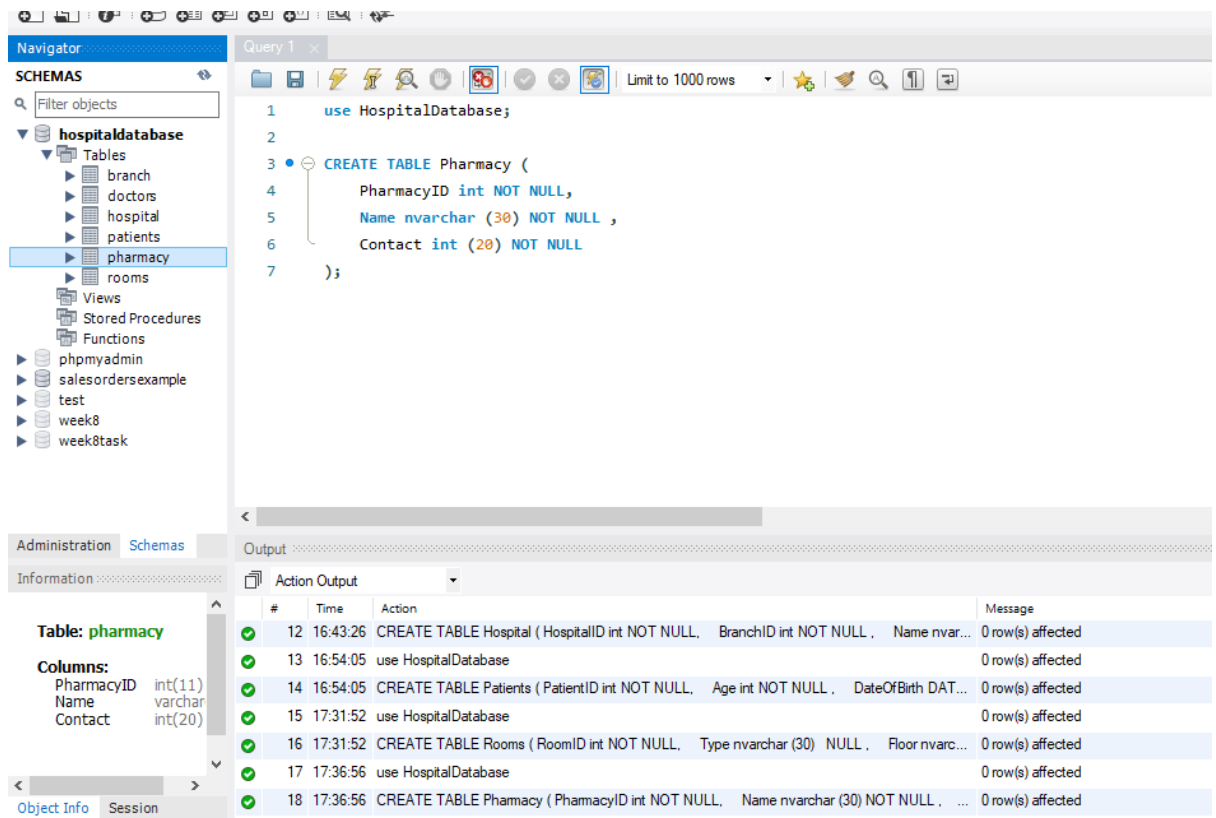 Navigator
Query 1
SCHEMAS
Limit to 1000 rows
Filter objects
hospitaldatabase
Tables
branch
doctors
hospital
patients
pharmacy
rooms
Views
Stored Procedures
Functions
phpmyadmin
salesordersexample
test
week8
week8task
1 use HospitalDatabase;
2
3 CREATE TABLE Pharmacy (
4 PharmacyID int NOT NULL,
5 Name nvarchar (30) NOT NULL ,
6 Contact int (20) NOT NULL
7 );
Administration Schemas
Information
Table: pharmacy
Columns:
PharmacyID int(11)
Name varchar
Contact int(20)
Object Info Session
Output
Action Output
# Time Action Message
12 16:43:26 CREATE TABLE Hospital ( HospitalID int NOT NULL, BranchID int NOT NULL , Name nvar... 0 row(s) affected
13 16:54:05 use HospitalDatabase 0 row(s) affected
14 16:54:05 CREATE TABLE Patients ( PatientID int NOT NULL, Age int NOT NULL , DateOfBirth DAT... 0 row(s) affected
15 17:31:52 use HospitalDatabase 0 row(s) affected
16 17:31:52 CREATE TABLE Rooms ( RoomID int NOT NULL, Type nvarchar (30) NULL , Floor nvarc... 0 row(s) affected
17 17:36:56 use HospitalDatabase 0 row(s) affected
18 17:36:56 CREATE TABLE Pharmacy ( PharmacyID int NOT NULL, Name nvarchar (30) NOT NULL , ... 0 row(s) affected